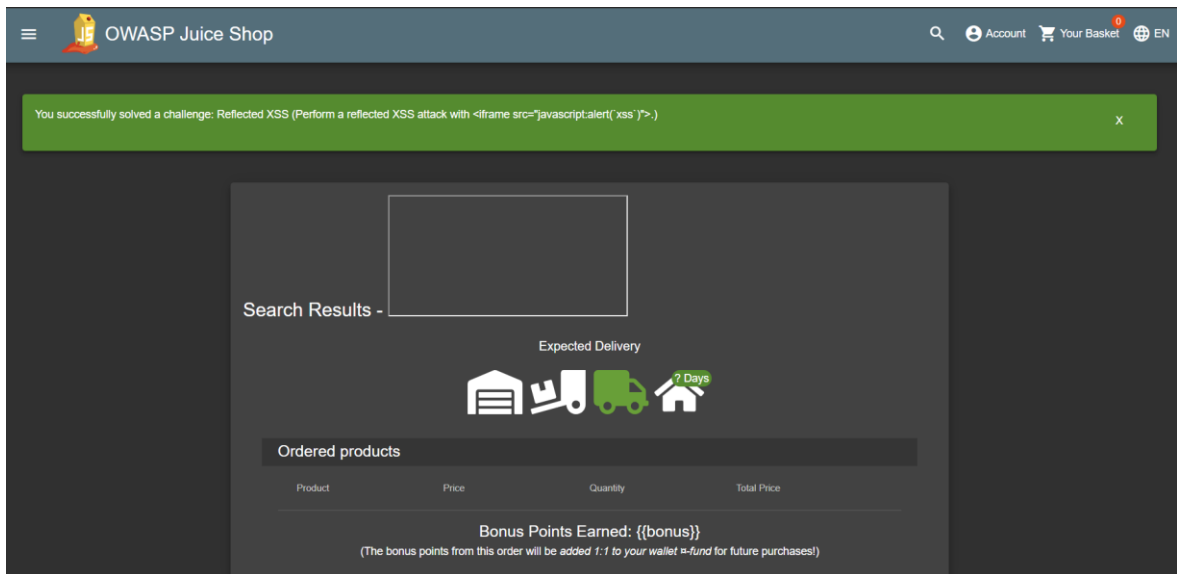 OWASP Juice Shop
0
Account Your Basket EN
You successfully solved a challenge: Reflected XSS (Perform a reflected XSS attack with <iframe src="javascript:alert(`xss`)">.)
X
Search Results -
Expected Delivery
? Days
Ordered products
Product Price Quantity Total Price
Bonus Points Earned: {{bonus}}
(The bonus points from this order will be added 1:1 to your wallet ¤-fund for future purchases!)